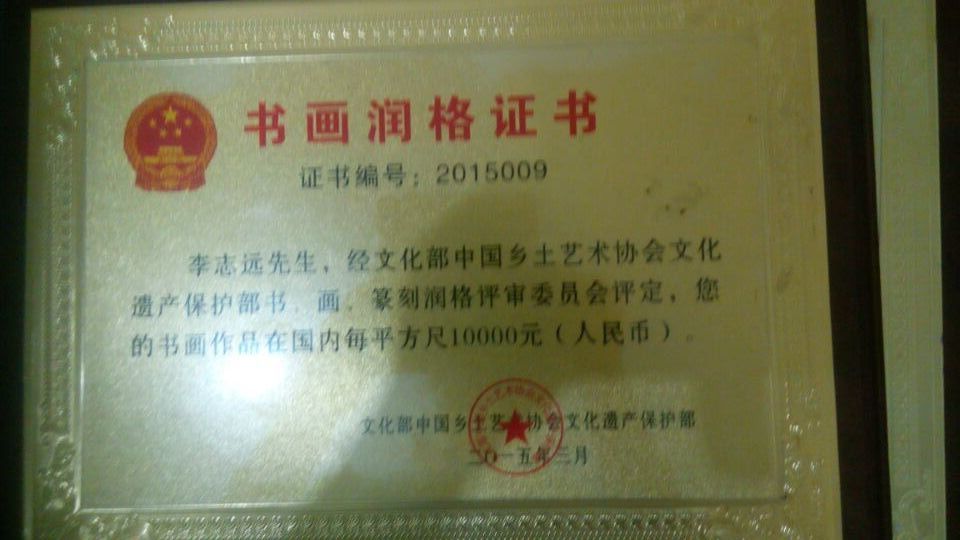 书画润格证书
证书编号：2015009
李志远先生，经文化部中国乡土艺术协会文化
遗产保护部书、画、篆刻润格评审委员会评定，您
的书画作品在国内每平方尺10000元（人民币）。
文化部中国乡土艺术协会文化遗产保护部
二〇一五年三月